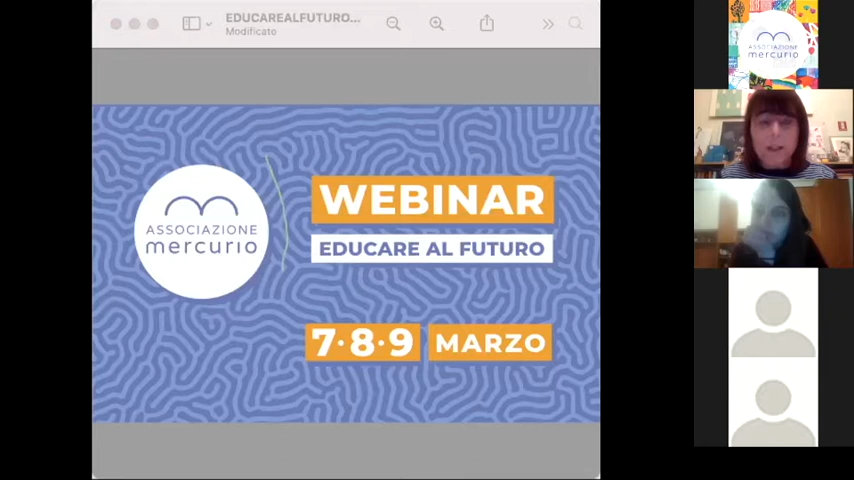 EDUCAREALFUTURO...
Modificato
ASSOCIAZIONE
mercurio
WEBINAR
EDUCARE AL FUTURO
7·8·9 MARZO
ASSOCIAZIONE
mercurio